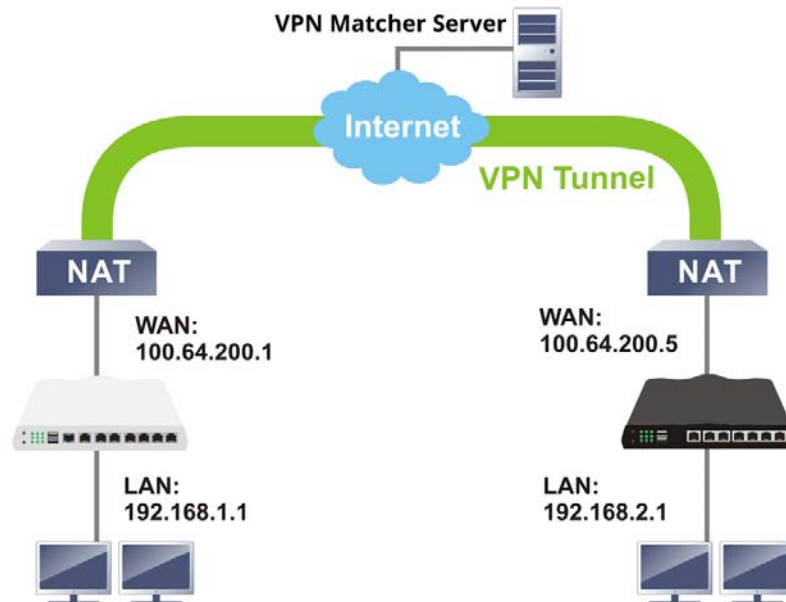 VPN Matcher Server
Internet
VPN Tunnel
NAT
NAT
WAN:
100.64.200.1
WAN:
100.64.200.5
LAN:
192.168.1.1
LAN:
192.168.2.1